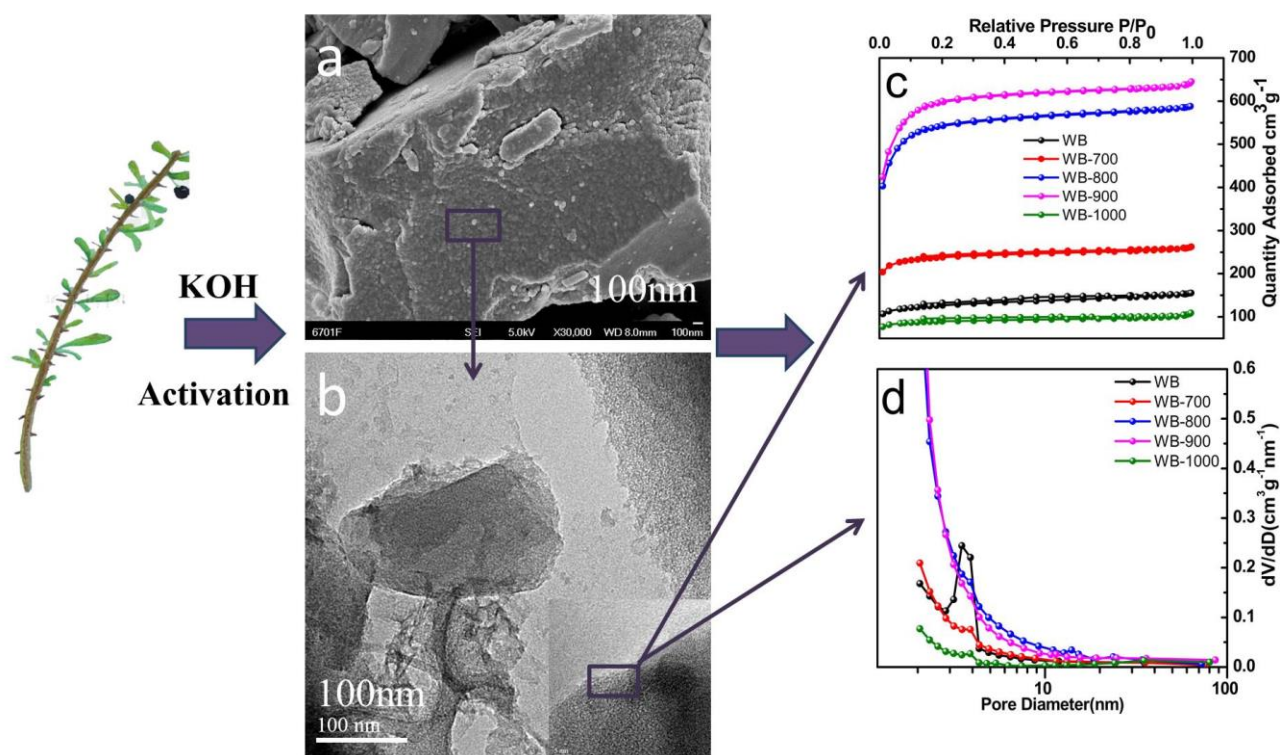 KOH
Activation
a
100nm
6701F SEI 5.0kV X30,000 WD 8.0mm 100nm
b
100nm
100 nm
Relative Pressure P/P0
0.0 0.2 0.4 0.6 0.8 1.0
c
700
600
500
400
300
200
100
Quantity Adsorbed cm3g-1
WB
WB-700
WB-800
WB-900
WB-1000
d
0.6
0.5
0.4
0.3
0.2
0.1
0.0
dV/dD(cm3g-1nm-1)
WB
WB-700
WB-800
WB-900
WB-1000
10 100
Pore Diameter(nm)